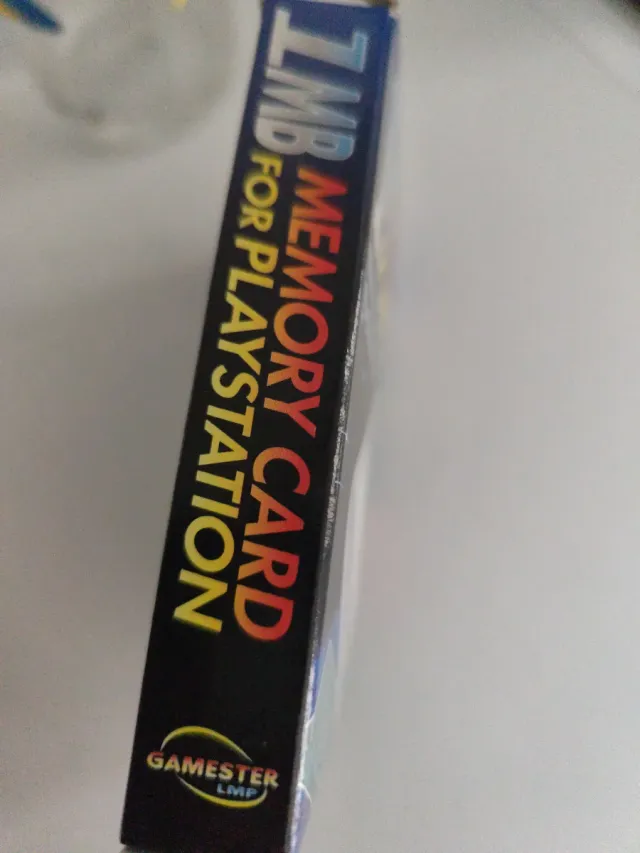 1MB MEMORY CARD
FOR PLAYSTATION
GAMESTER
LMP